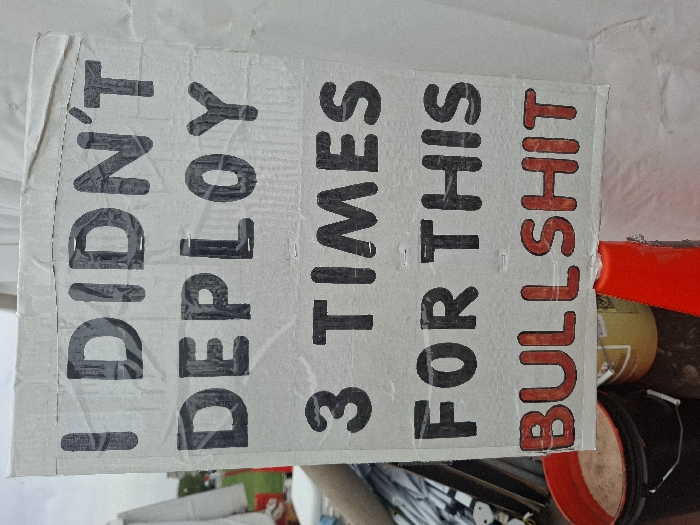 I DIDN'T
DEPLOY
3 TIMES
FOR THIS
BULLSHIT